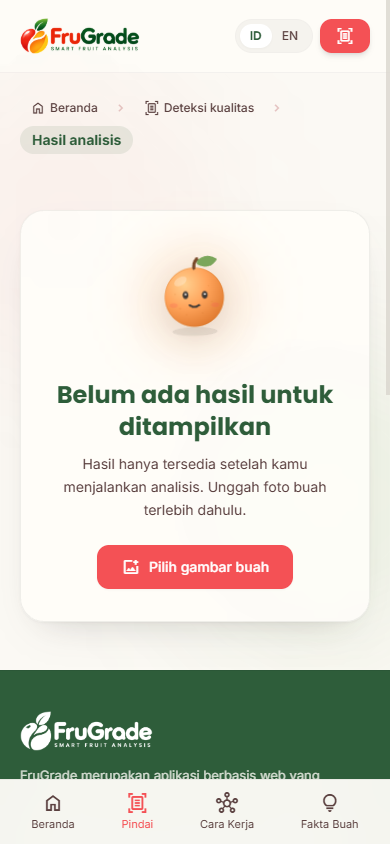 FruGrade
SMART FRUIT ANALYSIS
ID EN
Beranda
Deteksi kualitas
Hasil analisis
Belum ada hasil untuk
ditampilkan
Hasil hanya tersedia setelah kamu
menjalankan analisis. Unggah foto buah
terlebih dahulu.
Pilih gambar buah
FruGrade
SMART FRUIT ANALYSIS
FruGrade merupakan aplikasi berbasis web yang
Beranda
Pindai
Cara Kerja
Fakta Buah